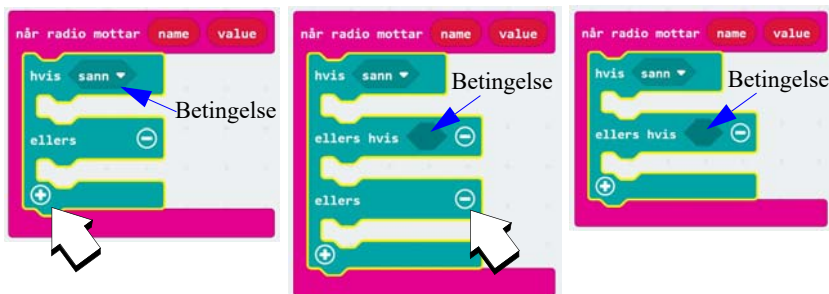 når radio mottar name value
hvis sann
Betingelse
ellers
når radio mottar name value
hvis sann
Betingelse
ellers hvis
ellers
når radio mottar name value
hvis sann
Betingelse
ellers hvis